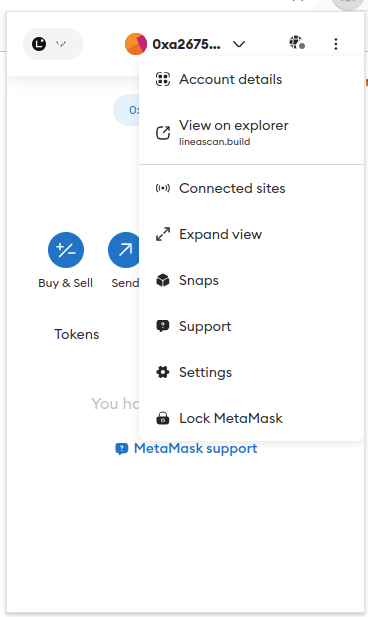 0xa2675...
Account details
View on explorer
lineascan.build
0x
Connected sites
Expand view
Buy & Sell
Send
Snaps
Support
Tokens
Settings
You ha
Lock MetaMask
MetaMask support